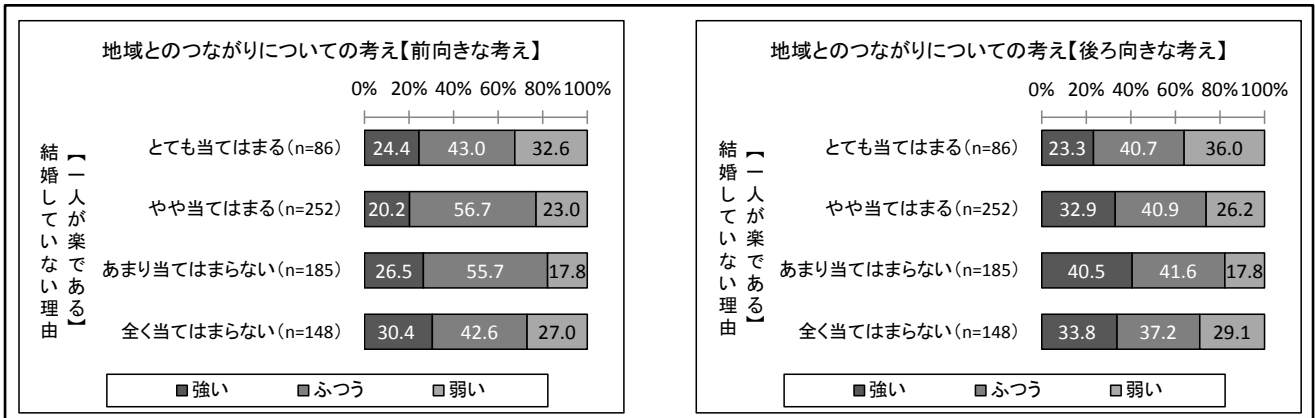 地域とのつながりについての考え【前向きな考え】
0% 20% 40% 60% 80% 100%
結婚していない理由
【一人が楽である】
とても当てはまる(n=86) 24.4 43.0 32.6
やや当てはまる(n=252) 20.2 56.7 23.0
あまり当てはまらない(n=185) 26.5 55.7 17.8
全く当てはまらない(n=148) 30.4 42.6 27.0
■強い ■ふつう ■弱い
地域とのつながりについての考え【後ろ向きな考え】
0% 20% 40% 60% 80% 100%
結婚していない理由
【一人が楽である】
とても当てはまる(n=86) 23.3 40.7 36.0
やや当てはまる(n=252) 32.9 40.9 26.2
あまり当てはまらない(n=185) 40.5 41.6 17.8
全く当てはまらない(n=148) 33.8 37.2 29.1
■強い ■ふつう ■弱い